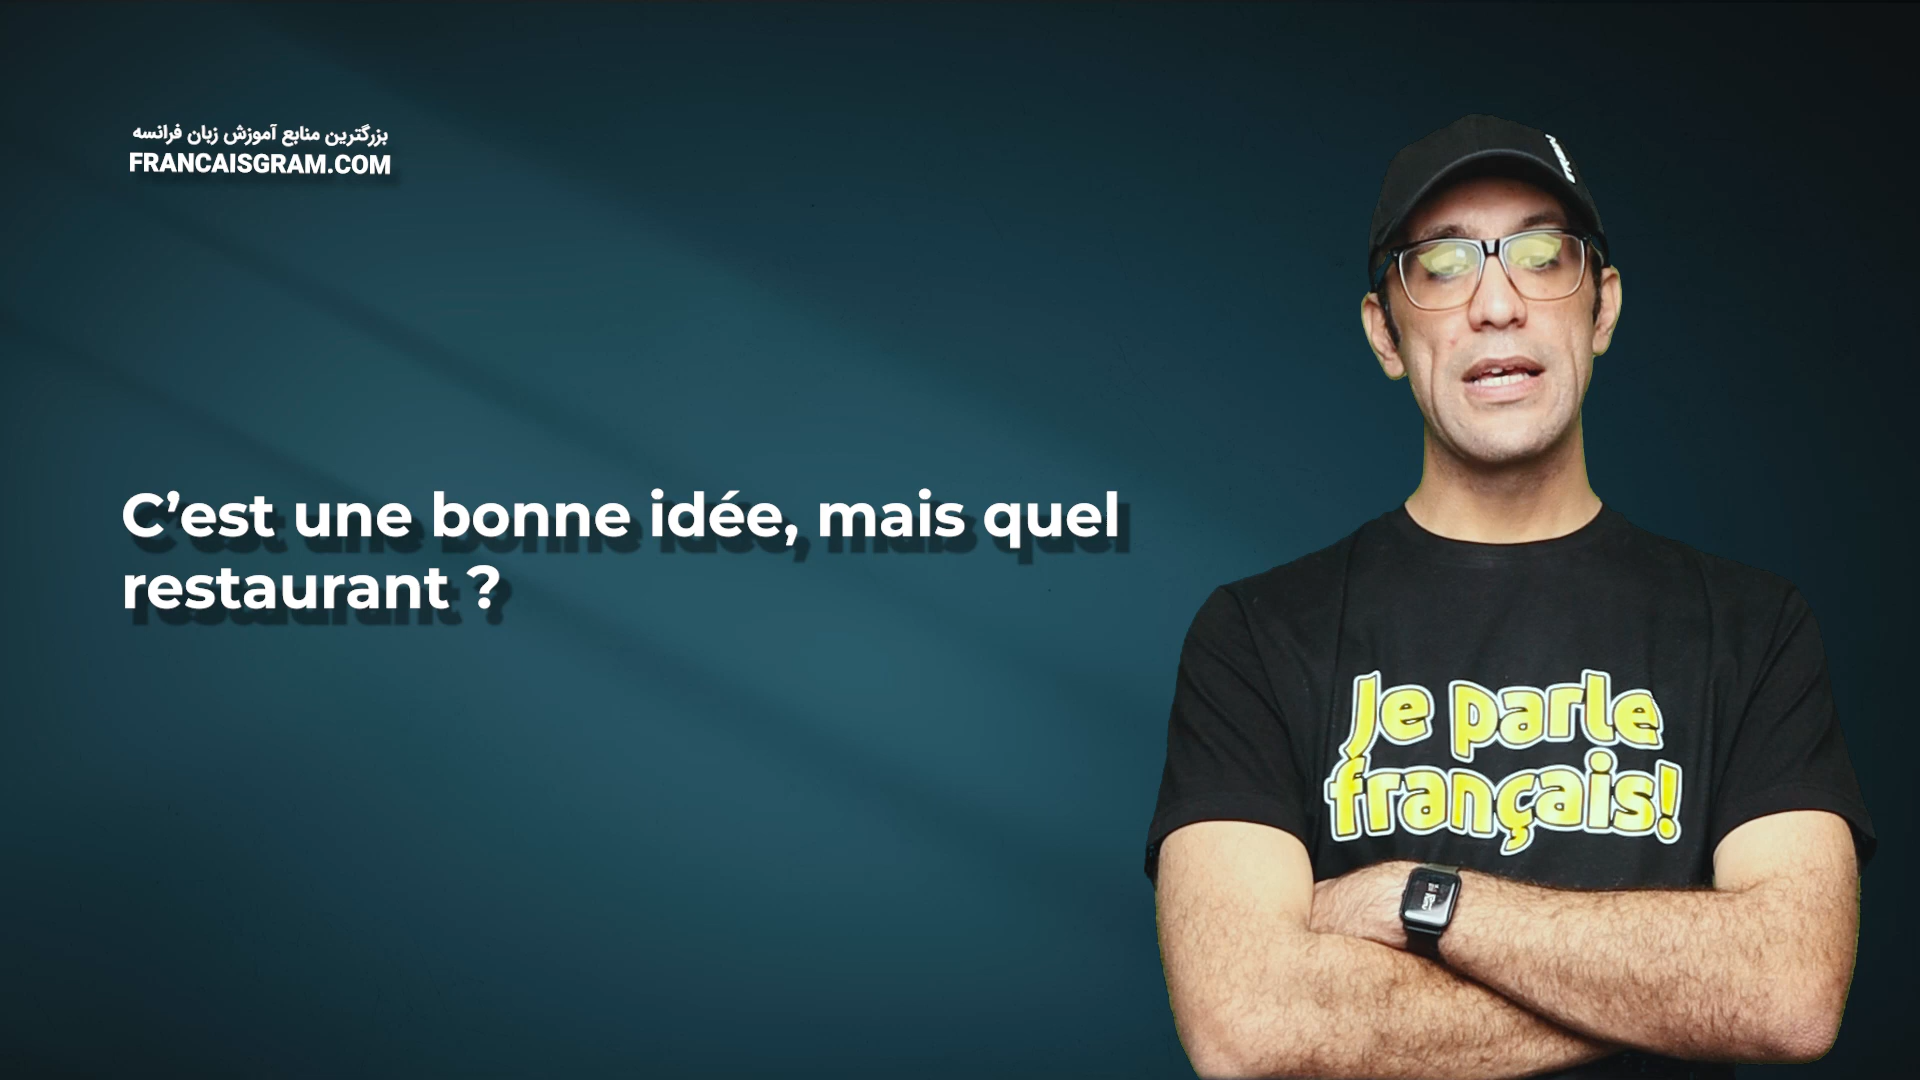 بزرگترین منابع آموزش زبان فرانسه
FRANCAISGRAM.COM
C’est une bonne idée, mais quel
restaurant ?
Je parle
français!